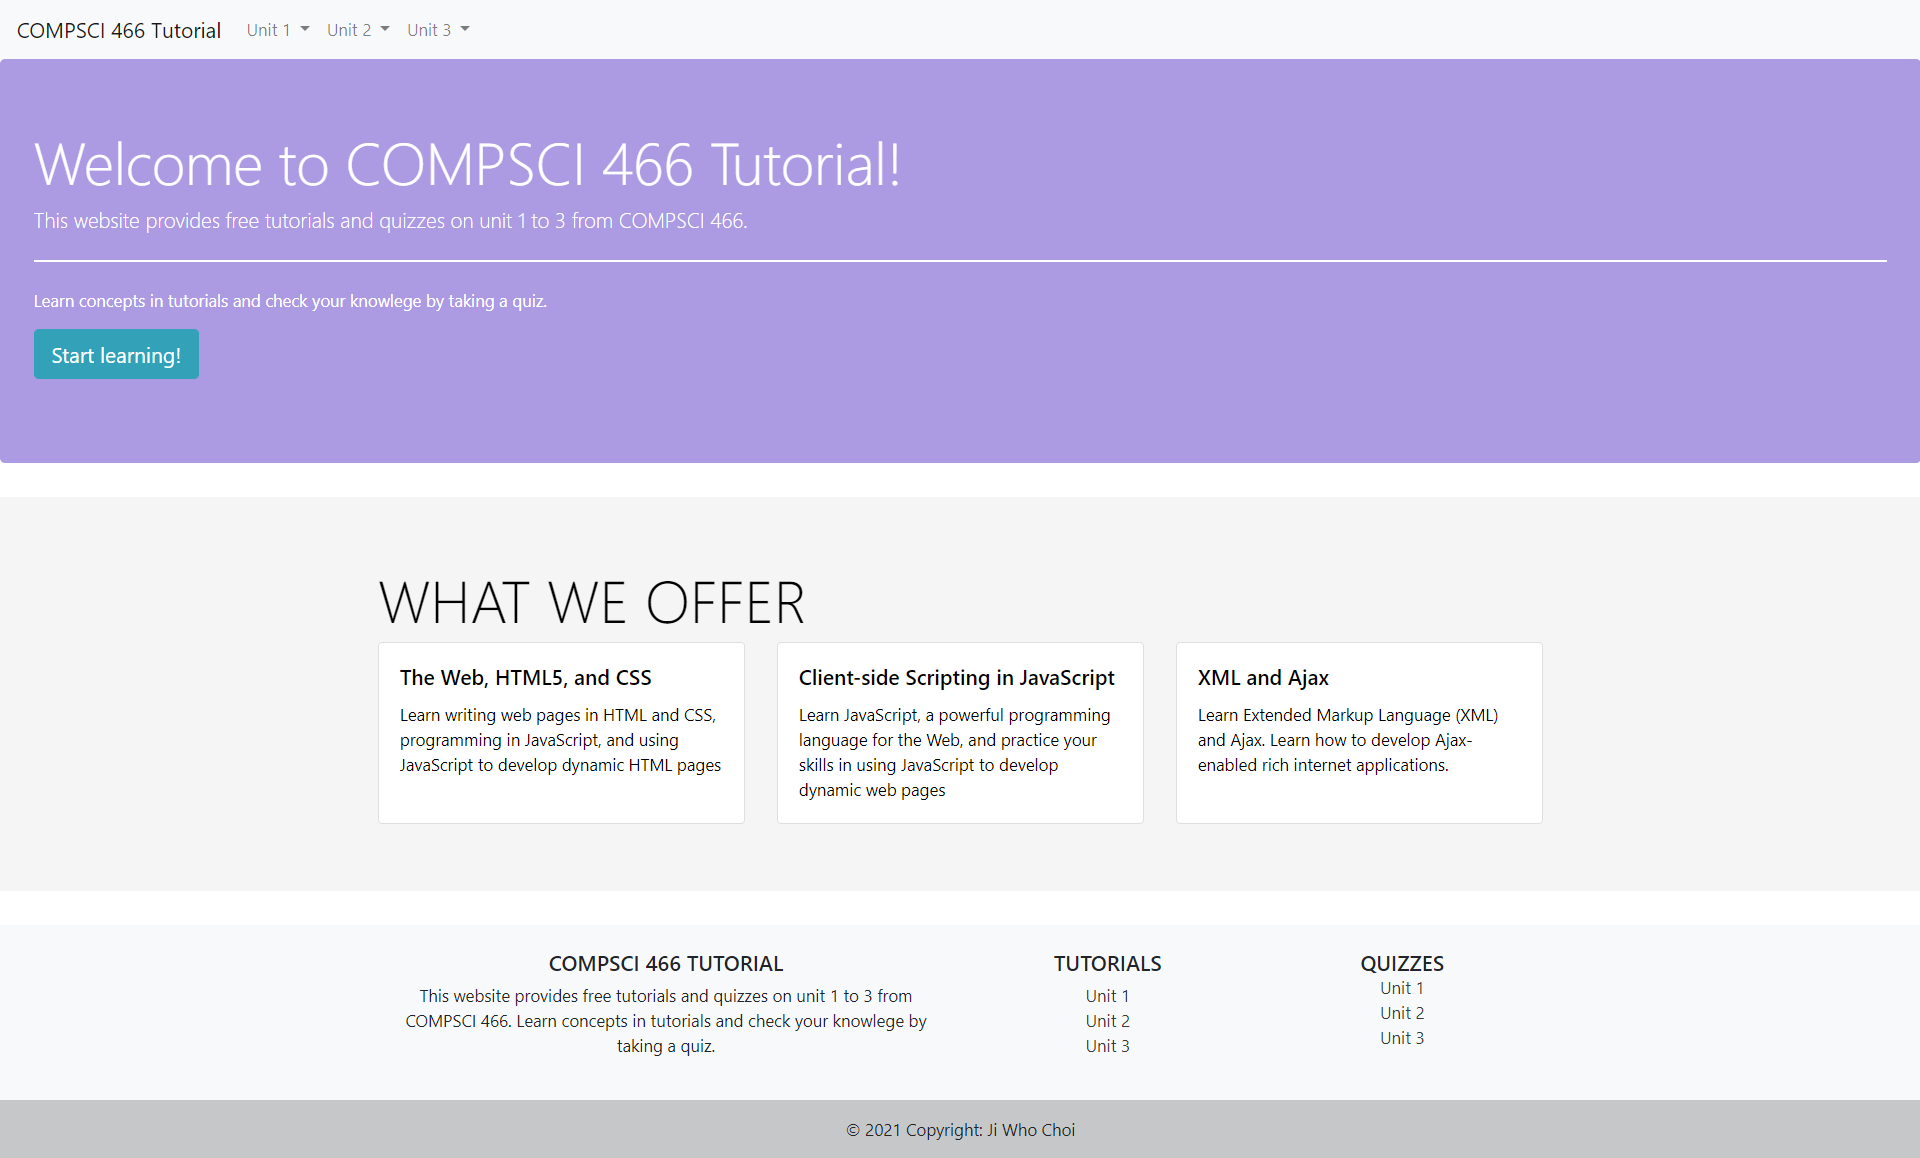 COMPSCI 466 Tutorial Unit 1 Unit 2 Unit 3
Welcome to COMPSCI 466 Tutorial!
This website provides free tutorials and quizzes on unit 1 to 3 from COMPSCI 466.
Learn concepts in tutorials and check your knowlege by taking a quiz.
Start learning!
WHAT WE OFFER
The Web, HTML5, and CSS
Learn writing web pages in HTML and CSS,
programming in JavaScript, and using
JavaScript to develop dynamic HTML pages
Client-side Scripting in JavaScript
Learn JavaScript, a powerful programming
language for the Web, and practice your
skills in using JavaScript to develop
dynamic web pages
XML and Ajax
Learn Extended Markup Language (XML)
and Ajax. Learn how to develop Ajax-
enabled rich internet applications.
COMPSCI 466 TUTORIAL
This website provides free tutorials and quizzes on unit 1 to 3 from
COMPSCI 466. Learn concepts in tutorials and check your knowlege by
taking a quiz.
TUTORIALS
Unit 1
Unit 2
Unit 3
QUIZZES
Unit 1
Unit 2
Unit 3
© 2021 Copyright: Ji Who Choi